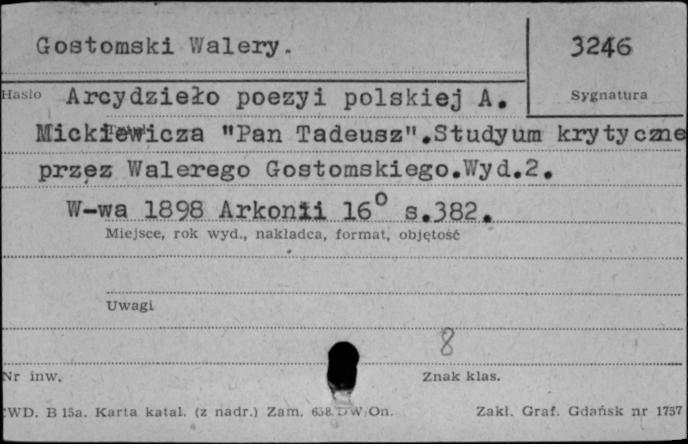 Gostomski Walery.
3246
Hasło Arcydzieło poezyi polskiej A.
Sygnatura
Mickiewicza "Pan Tadeusz".Studyum krytyczne
przez Walerego Gostomskiego.Wyd.2.
W-wa 1898 Arkonii 16° s.382.
Miejsce, rok wyd., nakładca, format, objętość
Uwagi
8
Nr inw.
Znak klas.
WD. B 15a. Karta katal. (z nadr.) Zam. DW/On.
Zakł. Graf. Gdańsk nr 1757